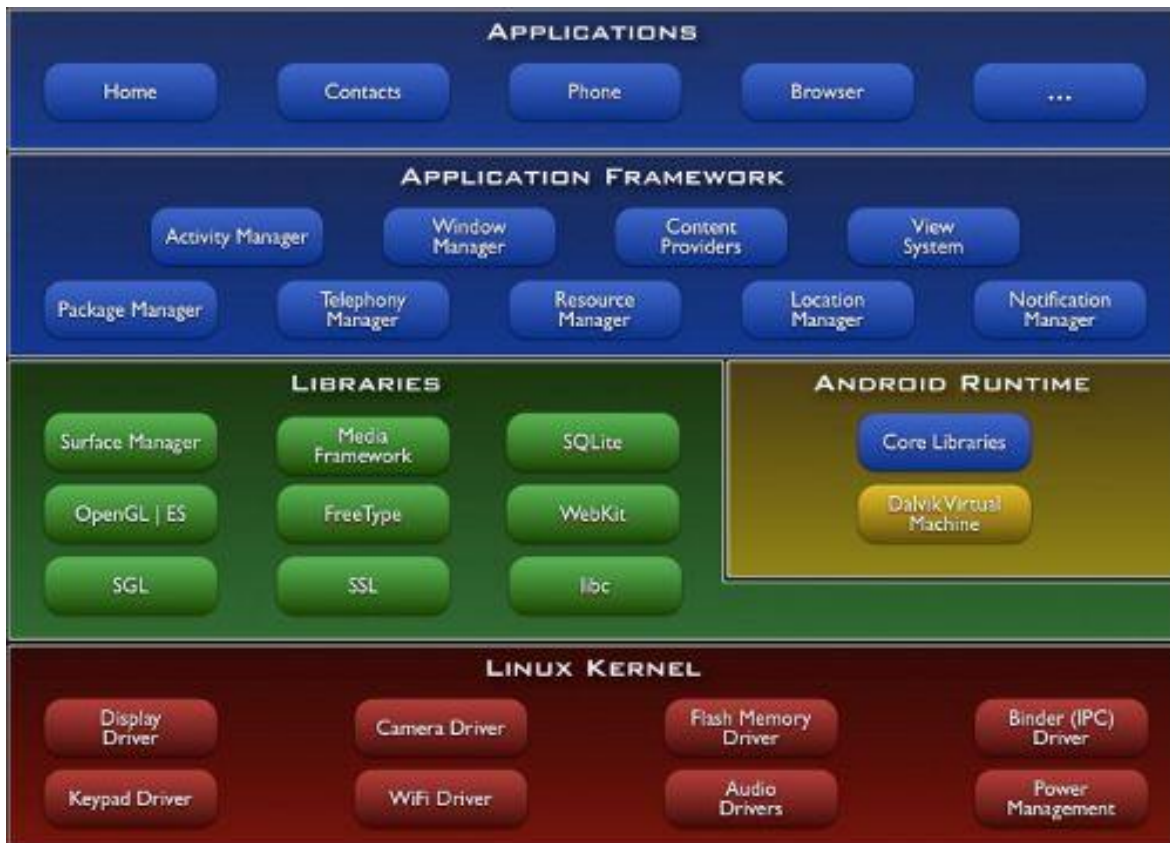 APPLICATIONS
Home
Contacts
Phone
Browser
...
APPLICATION FRAMEWORK
Activity Manager
Window
Manager
Content
Providers
View
System
Package Manager
Telephony
Manager
Resource
Manager
Location
Manager
Notification
Manager
LIBRARIES
Surface Manager
Media
Framework
SQLite
OpenGL | ES
FreeType
WebKit
SGL
SSL
libc
ANDROID RUNTIME
Core Libraries
Dalvik Virtual
Machine
LINUX KERNEL
Display
Driver
Camera Driver
Flash Memory
Driver
Binder (IPC)
Driver
Keypad Driver
WiFi Driver
Audio
Drivers
Power
Management